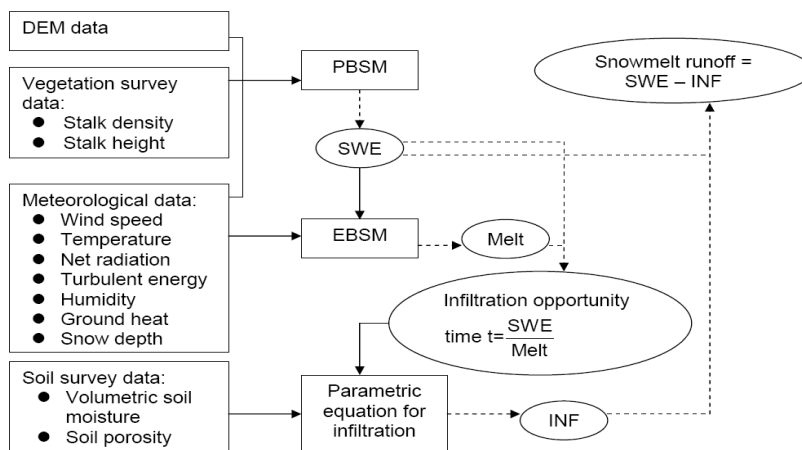 DEM data
Vegetation survey
data:
● Stalk density
● Stalk height
Meteorological data:
● Wind speed
● Temperature
● Net radiation
● Turbulent energy
● Humidity
● Ground heat
● Snow depth
Soil survey data:
● Volumetric soil
moisture
● Soil porosity
PBSM
SWE
EBSM
Melt
Infiltration opportunity
time t=SWE
Melt
Parametric
equation for
infiltration
INF
Snowmelt runoff =
SWE – INF